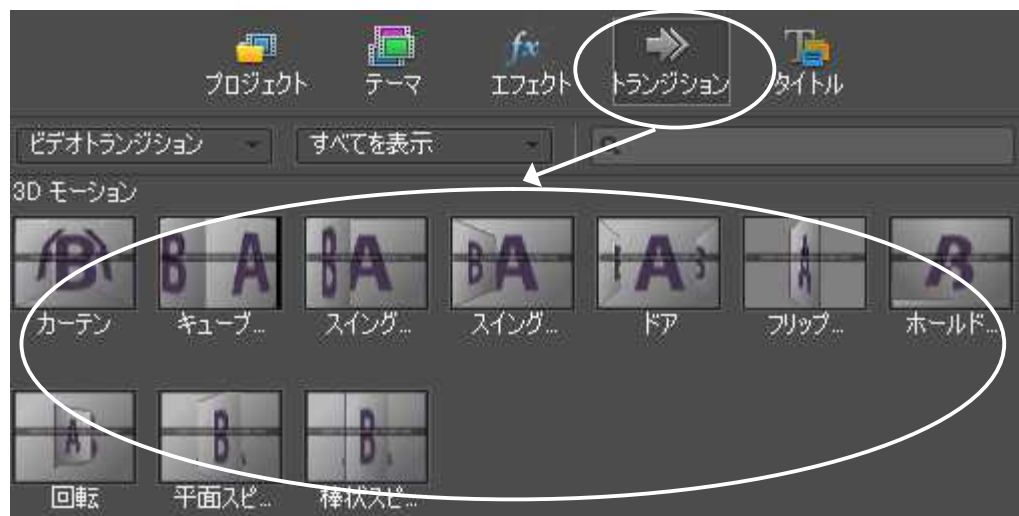 プロジェクト テーマ エフェクト トランジション タイトル
ビデオトランジション すべてを表示
3D モーション
カーテン キューブ... スイング... スイング... ドア フリップ... ホールド...
回転 平面スピ... 棒状スピ...